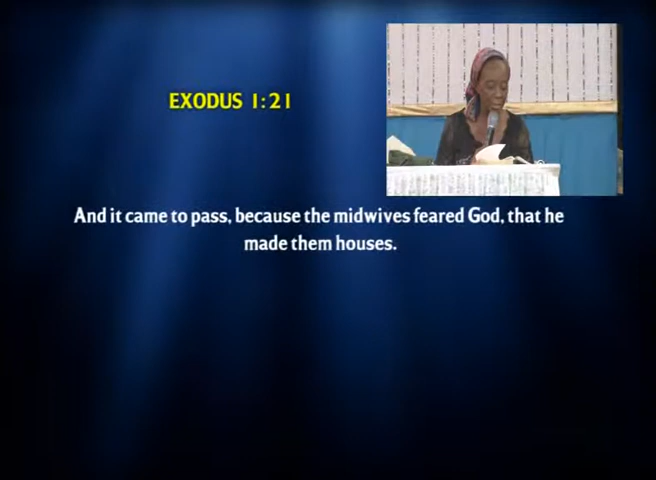 EXODUS 1:21
And it came to pass, because the midwives feared God, that he
made them houses.